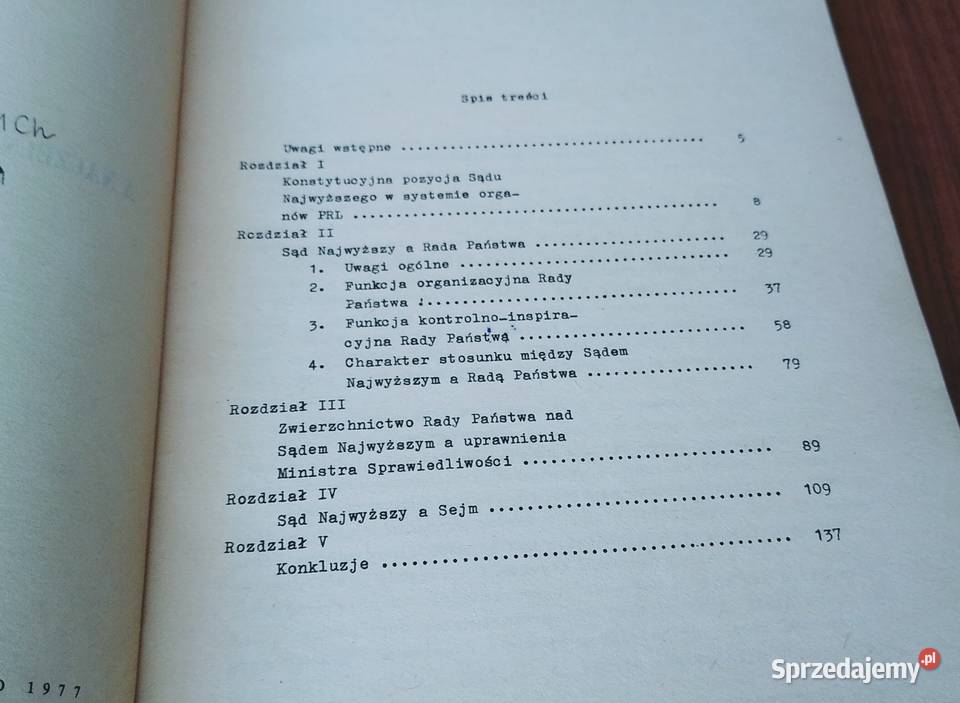 Spis treści
Uwagi wstępne ..................................... 5
Rozdział I
Konstytucyjna pozycja Sądu
Najwyższego w systemie orga-
nów PRL ........................................... 8
Rozdział II
Sąd Najwyższy a Rada Państwa ....................... 29
1. Uwagi ogólne ................................. 29
2. Funkcja organizacyjna Rady
Państwa ...................................... 37
3. Funkcja kontrolno-inspira-
cyjna Rady Państwa ........................... 58
4. Charakter stosunku między Sądem
Najwyższym a Radą Państwa .................... 79
Rozdział III
Zwierzchnictwo Rady Państwa nad
Sądem Najwyższym a uprawnienia
Ministra Sprawiedliwości .......................... 89
Rozdział IV
Sąd Najwyższy a Sejm .............................. 109
Rozdział V
Konkluzje ......................................... 137
1977
Sprzedajemy.pl